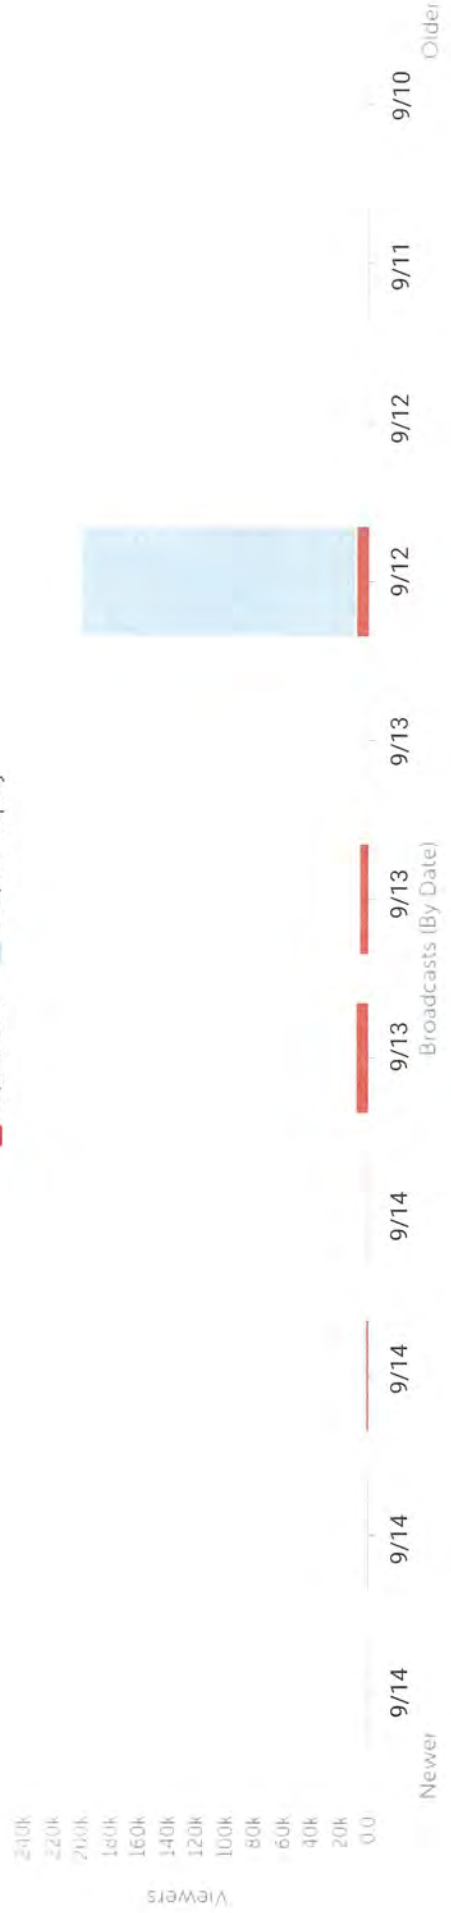 240k
220k
200k
180k
160k
140k
120k
100k
80k
60k
40k
20k
0.0
Viewers
9/14
9/14
9/14
9/14
9/13
9/13
9/13
9/12
9/12
9/11
9/10
Newer
Broadcasts (By Date)
Older